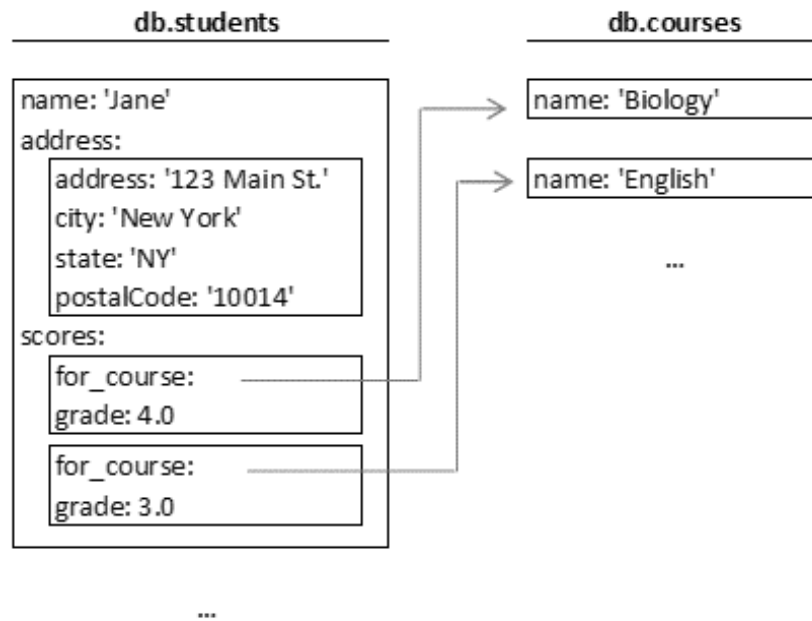 db.students
name: 'Jane'
address:
address: '123 Main St.'
city: 'New York'
state: 'NY'
postalCode: '10014'
scores:
for_course:
grade: 4.0
for_course:
grade: 3.0
...
db.courses
name: 'Biology'
name: 'English'
...